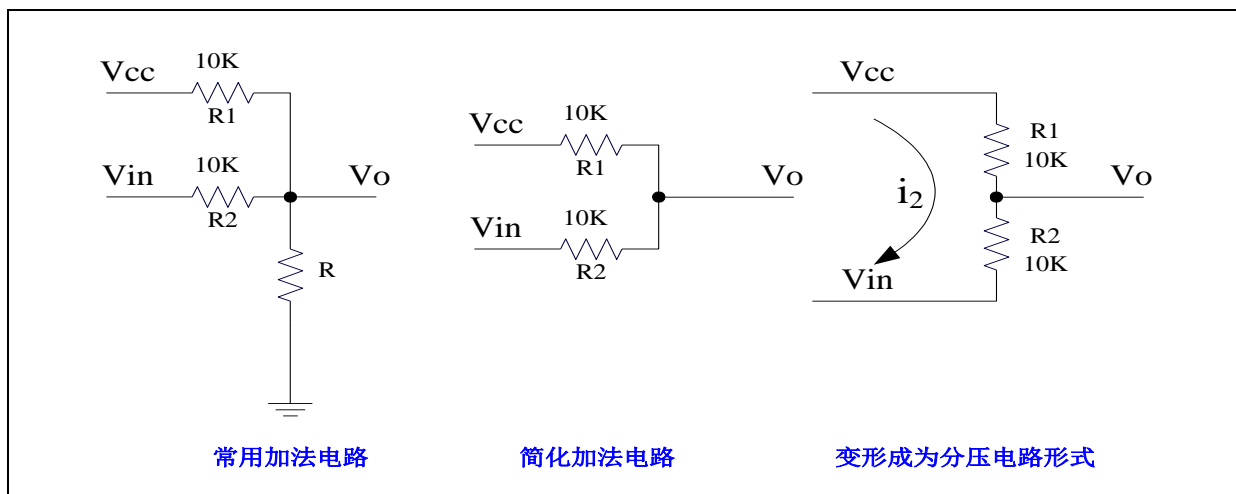 10K
Vcc
R1
10K
Vin
Vo
R2
R
常用加法电路
10K
Vcc
R1
Vo
10K
Vin
R2
简化加法电路
Vcc
R1
10K
Vo
i2
R2
10K
Vin
变形成为分压电路形式